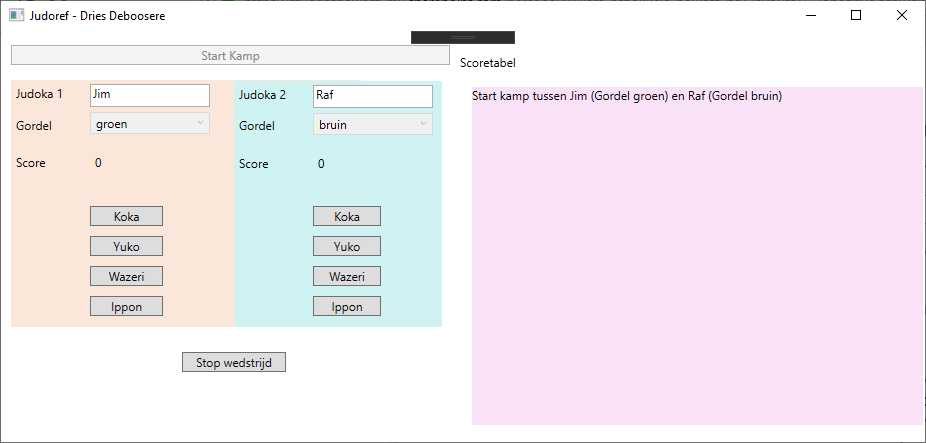 Judoref - Dries Deboosere
Start Kamp
Scoretabel
Judoka 1 Jim
Gordel groen
Score 0
Koka
Yuko
Wazeri
Ippon
Judoka 2 Raf
Gordel bruin
Score 0
Koka
Yuko
Wazeri
Ippon
Stop wedstrijd
Start kamp tussen Jim (Gordel groen) en Raf (Gordel bruin)